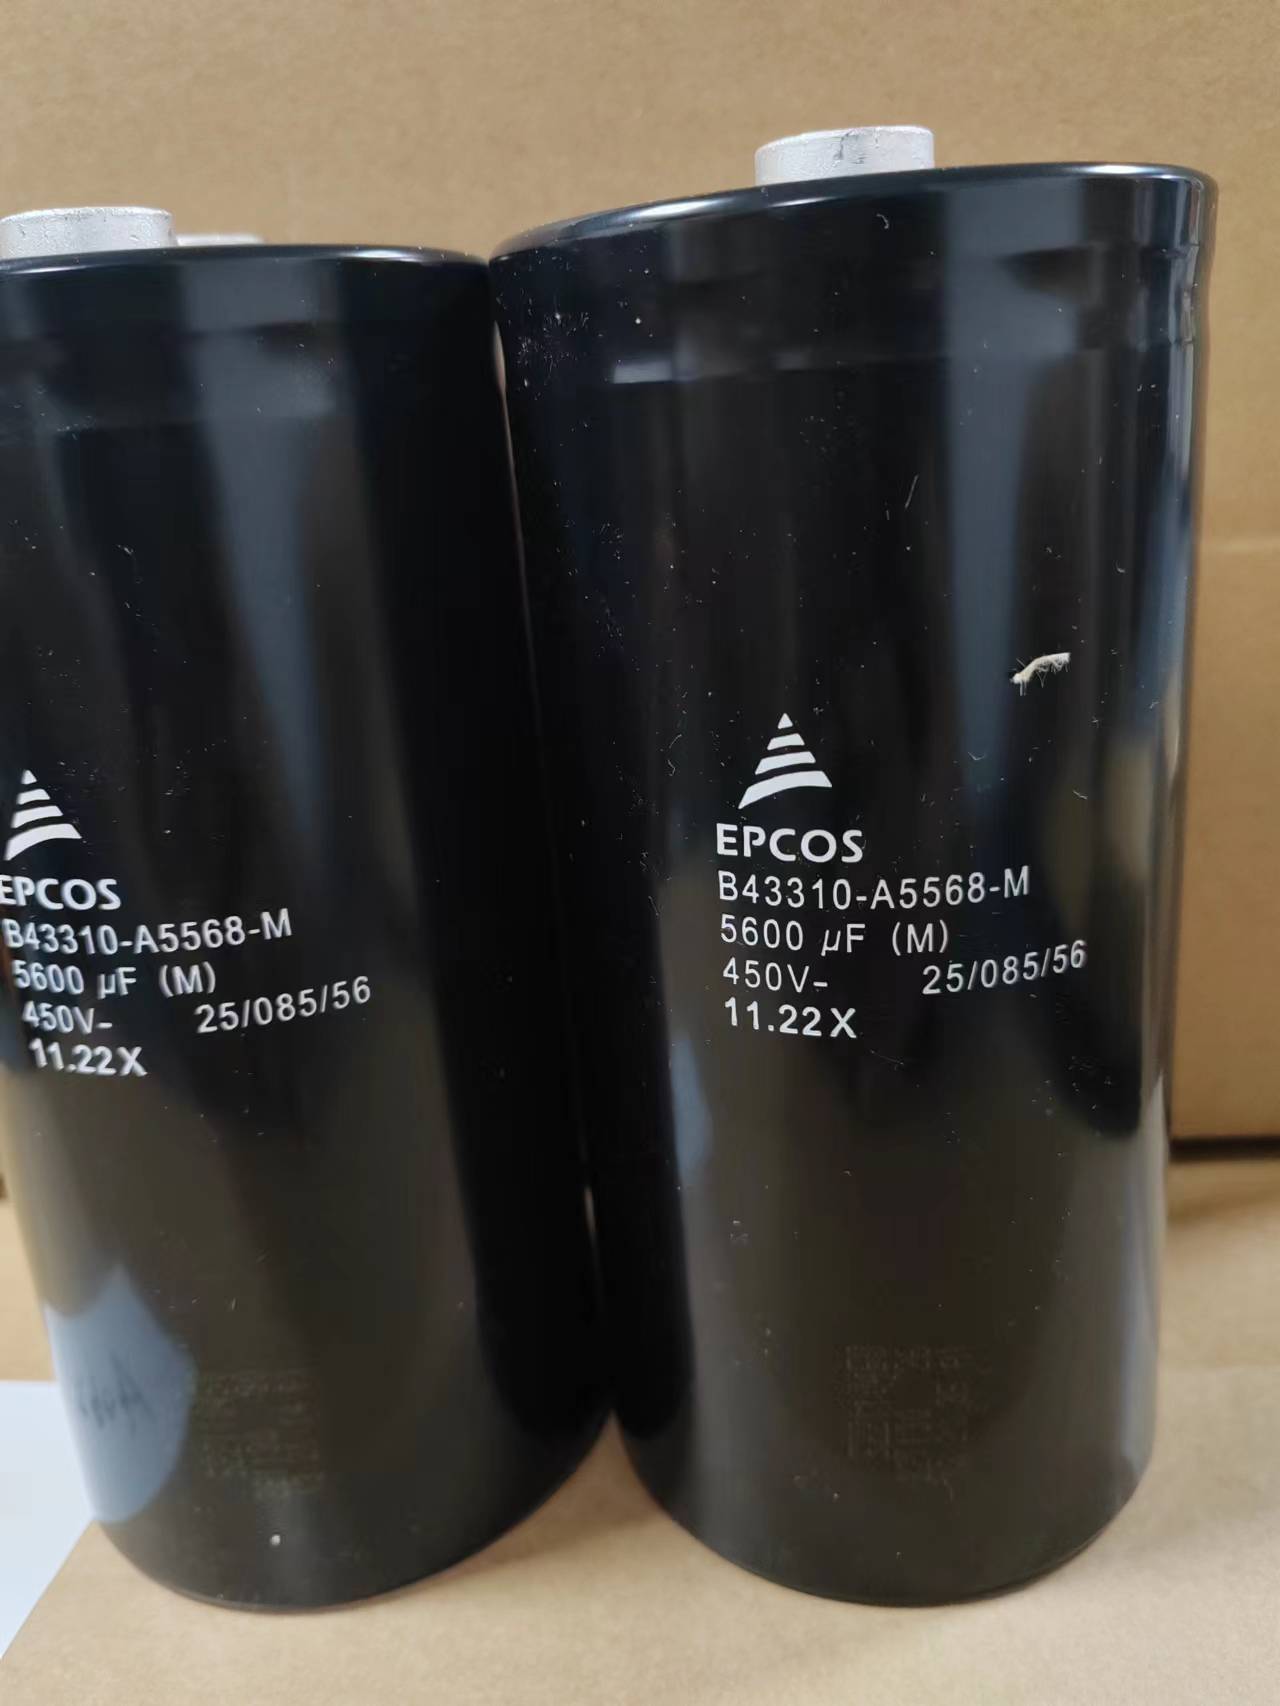 EPCOS
B43310-A5568-M
5600 µF (M)
450V- 25/085/56
11.22X
EPCOS
B43310-A5568-M
5600 µF (M)
450V- 25/085/56
11.22X